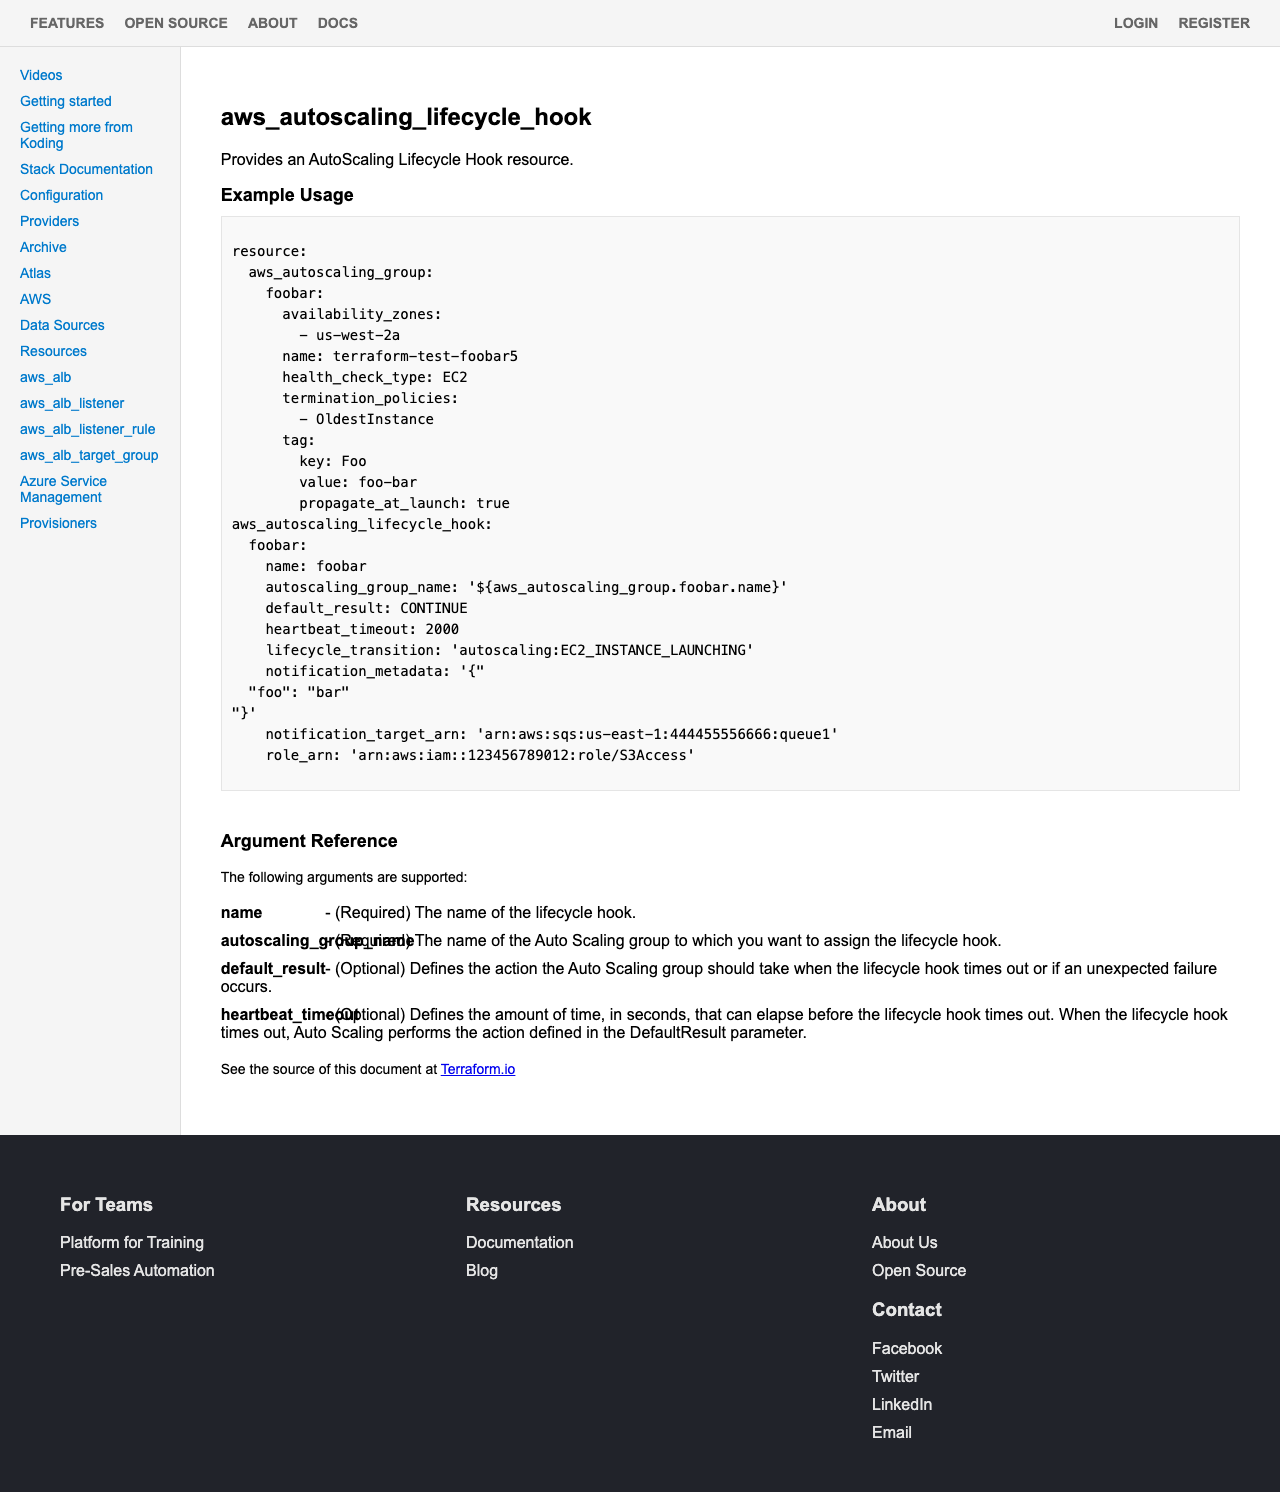 FEATURES OPEN SOURCE ABOUT DOCS LOGIN REGISTER
Videos
Getting started
Getting more from
Koding
Stack Documentation
Configuration
Providers
Archive
Atlas
AWS
Data Sources
Resources
aws_alb
aws_alb_listener
aws_alb_listener_rule
aws_alb_target_group
Azure Service
Management
Provisioners
aws_autoscaling_lifecycle_hook
Provides an AutoScaling Lifecycle Hook resource.
Example Usage
resource:
  aws_autoscaling_group:
    foobar:
      availability_zones:
        - us-west-2a
      name: terraform-test-foobar5
      health_check_type: EC2
      termination_policies:
        - OldestInstance
      tag:
        key: Foo
        value: foo-bar
        propagate_at_launch: true
aws_autoscaling_lifecycle_hook:
  foobar:
    name: foobar
    autoscaling_group_name: '${aws_autoscaling_group.foobar.name}'
    default_result: CONTINUE
    heartbeat_timeout: 2000
    lifecycle_transition: 'autoscaling:EC2_INSTANCE_LAUNCHING'
    notification_metadata: '{"
  "foo": "bar"
"}'
    notification_target_arn: 'arn:aws:sqs:us-east-1:444455556666:queue1'
    role_arn: 'arn:aws:iam::123456789012:role/S3Access'
Argument Reference
The following arguments are supported:
name - (Required) The name of the lifecycle hook.
autoscaling_group_name - (Required) The name of the Auto Scaling group to which you want to assign the lifecycle hook.
default_result - (Optional) Defines the action the Auto Scaling group should take when the lifecycle hook times out or if an unexpected failure
occurs.
heartbeat_timeout - (Optional) Defines the amount of time, in seconds, that can elapse before the lifecycle hook times out. When the lifecycle hook
times out, Auto Scaling performs the action defined in the DefaultResult parameter.
See the source of this document at Terraform.io
For Teams
Platform for Training
Pre-Sales Automation
Resources
Documentation
Blog
About
About Us
Open Source
Contact
Facebook
Twitter
LinkedIn
Email